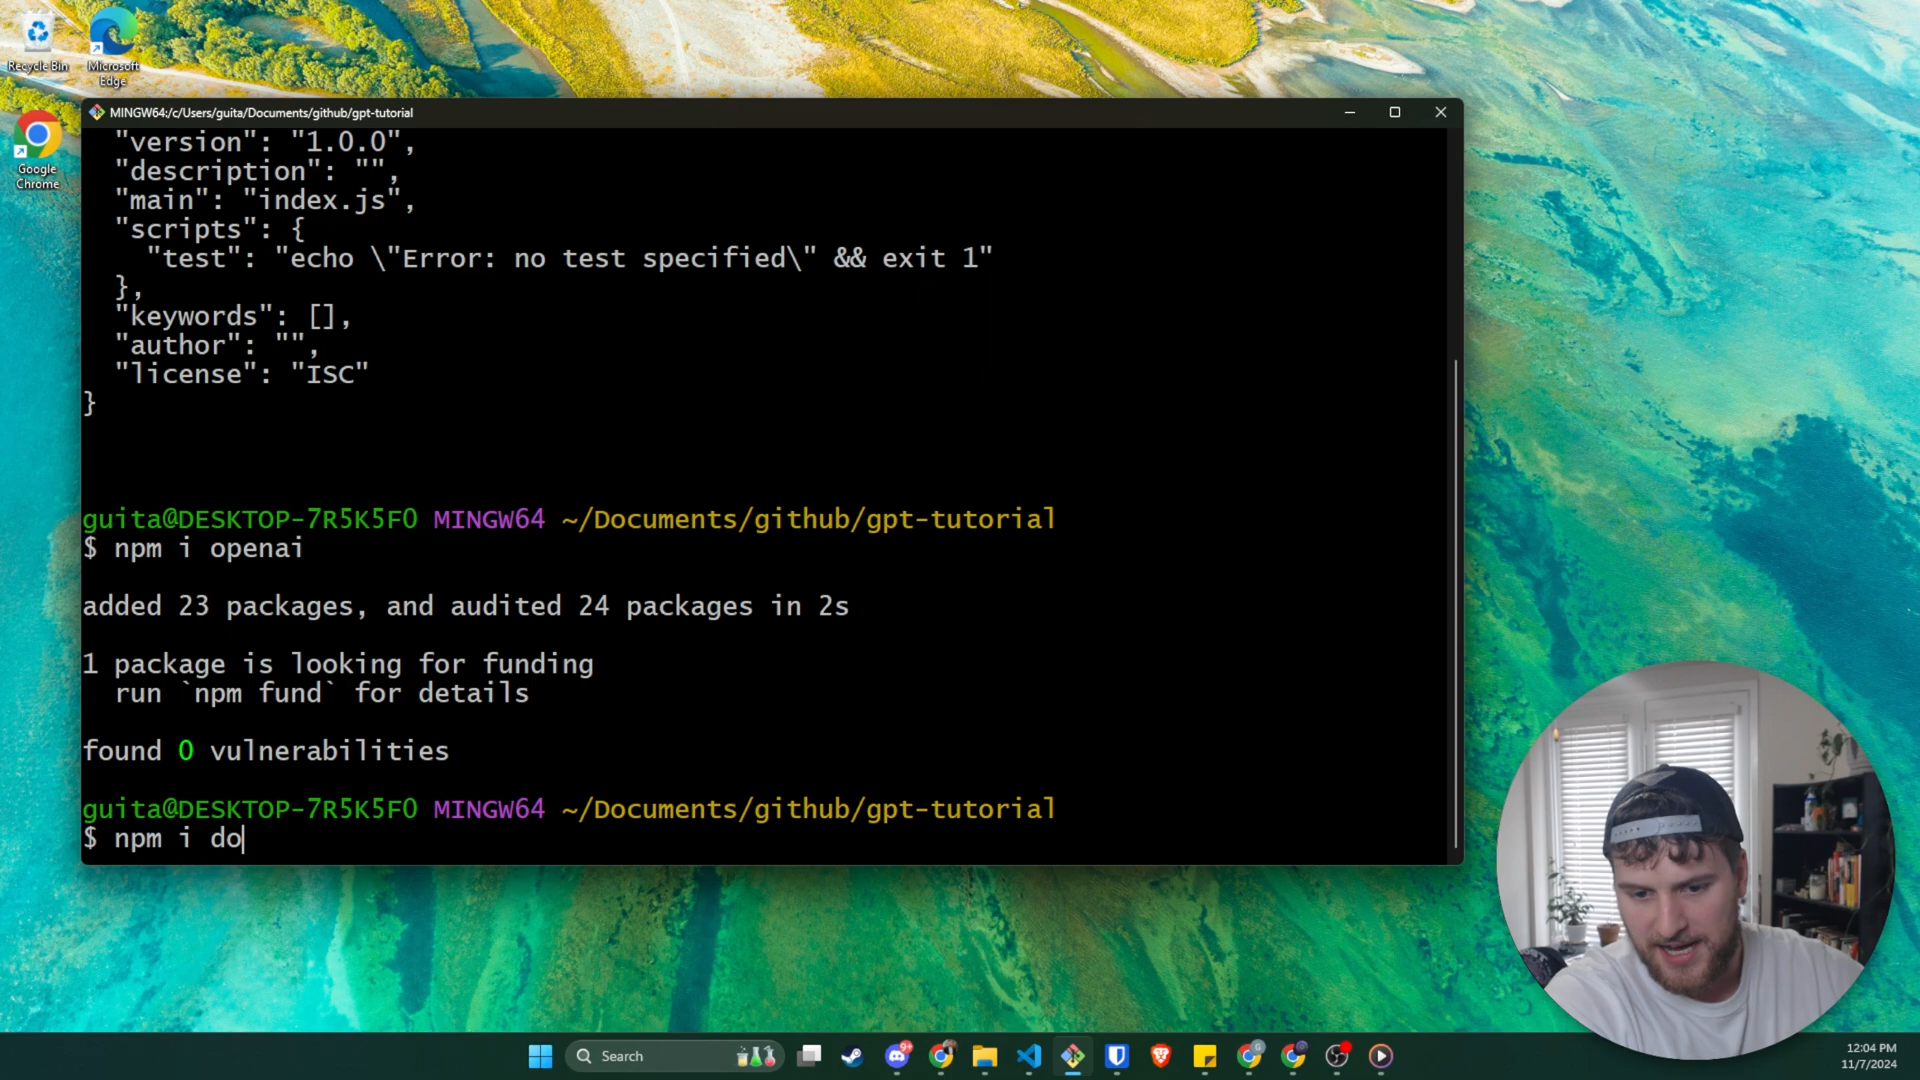 Recycle Bin
Microsoft
Edge
Google
Chrome
MINGW64:/c/Users/guita/Documents/github/gpt-tutorial
"version": "1.0.0",
"description": "",
"main": "index.js",
"scripts": {
"test": "echo \"Error: no test specified\" && exit 1"
},
"keywords": [],
"author": "",
"license": "ISC"
}
guita@DESKTOP-7R5K5FO MINGW64 ~/Documents/github/gpt-tutorial
$ npm i openai
added 23 packages, and audited 24 packages in 2s
1 package is looking for funding
run `npm fund` for details
found 0 vulnerabilities
guita@DESKTOP-7R5K5FO MINGW64 ~/Documents/github/gpt-tutorial
$ npm i do
Search
9+
12:04 PM
11/7/2024